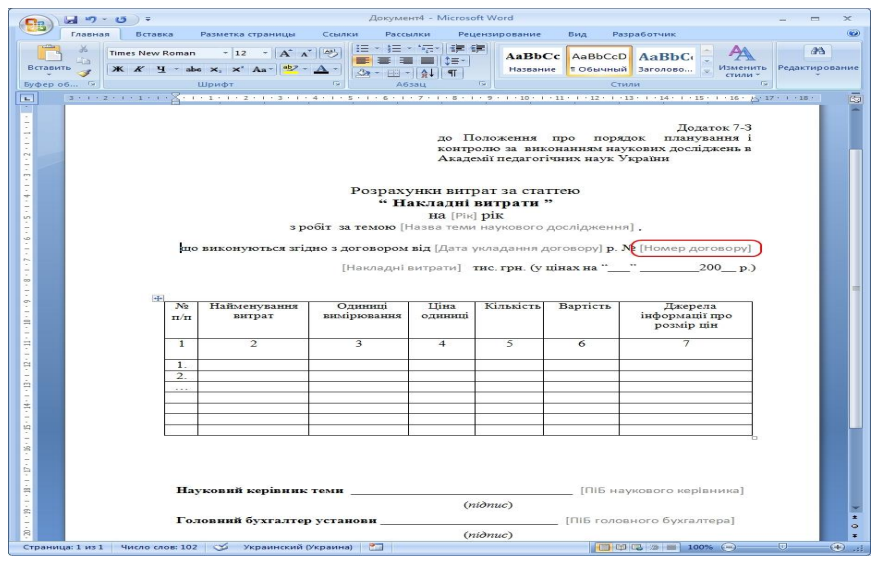 Документ4 - Microsoft Word
Главная Вставка Разметка страницы Ссылки Рассылки Рецензирование Вид Разработчик
Вставить Times New Roman 12 AaBbCc AaBbCcD AaBbC Изменить стили Редактирование
Ж К Ч abe x, x² Aa Название ¶ Обычный Заголово...
Буфер об... Шрифт Абзац Стили
Додаток 7-3
до Положення про порядок планування і
контролю за виконанням наукових досліджень в
Академії педагогічних наук України
Розрахунки витрат за статтею
“ Накладні витрати ”
на [Рік] рік
з робіт за темою [Назва теми наукового дослідження] ,
що виконуються згідно з договором від [Дата укладання договору] р. № [Номер договору]
[Накладні витрати] тис. грн. (у цінах на “___” _________200__ р.)
№ п/п Найменування витрат Одиниці вимірювання Ціна одиниці Кількість Вартість Джерела інформації про розмір цін
1 2 3 4 5 6 7
1.
2.
...
Науковий керівник теми ______________________________ [ПІБ наукового керівника]
(підпис)
Головний бухгалтер установи ________________________ [ПІБ головного бухгалтера]
(підпис)
Страница: 1 из 1 Число слов: 102 Украинский (Украина) 100%